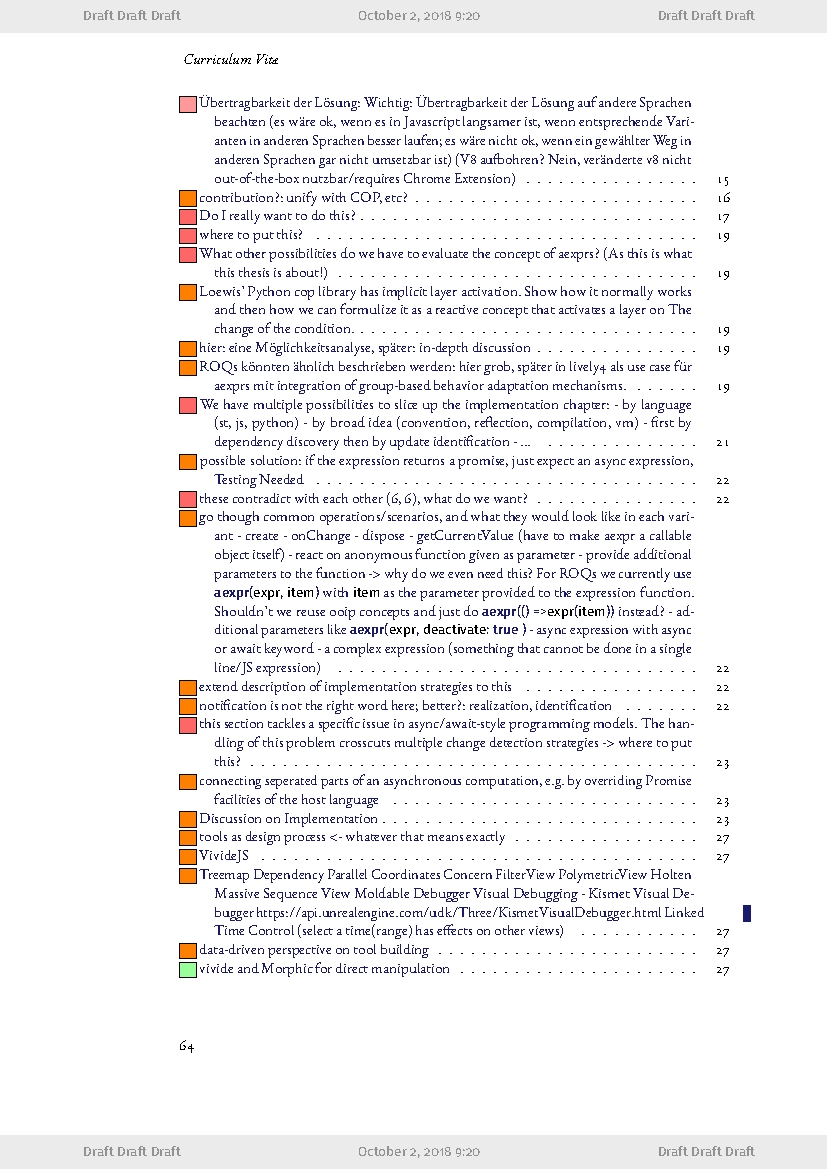 Draft Draft Draft October 2, 2018 9:20 Draft Draft Draft
Curriculum Vitæ
Übertragbarkeit der Lösung: Wichtig: Übertragbarkeit der Lösung auf andere Sprachen
beachten (es wäre ok, wenn es in Javascript langsamer ist, wenn entsprechende Vari-
anten in anderen Sprachen besser laufen; es wäre nicht ok, wenn ein gewählter Weg in
anderen Sprachen gar nicht umsetzbar ist) (V8 aufbohren? Nein, veränderte v8 nicht
out-of-the-box nutzbar/requires Chrome Extension) . . . . . . . . . . . . . . . . 15
contribution?: unify with COP, etc? . . . . . . . . . . . . . . . . . . . . . . . . . . 16
Do I really want to do this? . . . . . . . . . . . . . . . . . . . . . . . . . . . . . . . 17
where to put this? . . . . . . . . . . . . . . . . . . . . . . . . . . . . . . . . . . . 19
What other possibilities do we have to evaluate the concept of aexprs? (As this is what
this thesis is about!) . . . . . . . . . . . . . . . . . . . . . . . . . . . . . . . . . 19
Loewis' Python cop library has implicit layer activation. Show how it normally works
and then how we can formulize it as a reactive concept that activates a layer on The
change of the condition. . . . . . . . . . . . . . . . . . . . . . . . . . . . . . . . 19
hier: eine Möglichkeitsanalyse, später: in-depth discussion . . . . . . . . . . . . . . . 19
ROQs könnten ähnlich beschrieben werden: hier grob, später in lively4 als use case für
aexprs mit integration of group-based behavior adaptation mechanisms. . . . . . . . 19
We have multiple possibilities to slice up the implementation chapter: - by language
(st, js, python) - by broad idea (convention, reflection, compilation, vm) - first by
dependency discovery then by update identification - ... . . . . . . . . . . . . . . 21
possible solution: if the expression returns a promise, just expect an async expression,
Testing Needed . . . . . . . . . . . . . . . . . . . . . . . . . . . . . . . . . . . 22
these contradict with each other (6, 6), what do we want? . . . . . . . . . . . . . . . 22
go though common operations/scenarios, and what they would look like in each vari-
ant - create - onChange - dispose - getCurrentValue (have to make aexpr a callable
object itself) - react on anonymous function given as parameter - provide additional
parameters to the function -> why do we even need this? For ROQs we currently use
aexpr(expr, item) with item as the parameter provided to the expression function.
Shouldn't we reuse ooip concepts and just do aexpr(() =>expr(item)) instead? - ad-
ditional parameters like aexpr(expr, deactivate: true ) - async expression with async
or await keyword - a complex expression (something that cannot be done in a single
line/JS expression) . . . . . . . . . . . . . . . . . . . . . . . . . . . . . . . . . 22
extend description of implementation strategies to this . . . . . . . . . . . . . . . . 22
notification is not the right word here; better?: realization, identification . . . . . . . 22
this section tackles a specific issue in async/await-style programming models. The han-
dling of this problem crosscuts multiple change detection strategies -> where to put
this? . . . . . . . . . . . . . . . . . . . . . . . . . . . . . . . . . . . . . . . . . 23
connecting seperated parts of an asynchronous computation, e.g. by overriding Promise
facilities of the host language . . . . . . . . . . . . . . . . . . . . . . . . . . . . 23
Discussion on Implementation . . . . . . . . . . . . . . . . . . . . . . . . . . . . . 23
tools as design process <- whatever that means exactly . . . . . . . . . . . . . . . . . 27
VivideJS . . . . . . . . . . . . . . . . . . . . . . . . . . . . . . . . . . . . . . . . 27
Treemap Dependency Parallel Coordinates Concern FilterView PolymetricView Holten
Massive Sequence View Moldable Debugger Visual Debugging - Kismet Visual De-
bugger https://api.unrealengine.com/udk/Three/KismetVisualDebugger.html Linked
Time Control (select a time(range) has effects on other views) . . . . . . . . . . . 27
data-driven perspective on tool building . . . . . . . . . . . . . . . . . . . . . . . . 27
vivide and Morphic for direct manipulation . . . . . . . . . . . . . . . . . . . . . . 27
64
Draft Draft Draft October 2, 2018 9:20 Draft Draft Draft